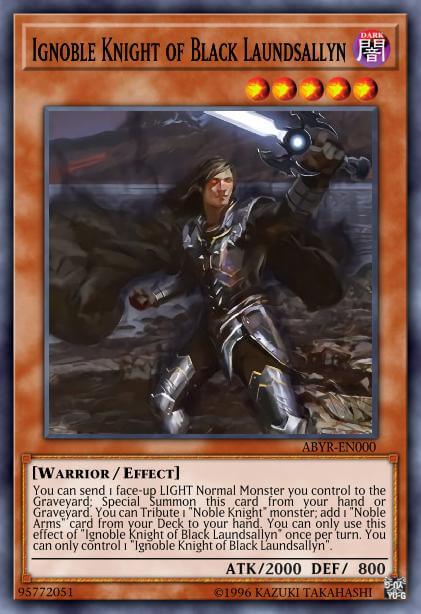 Ignoble Knight of Black Laundsallyn
DARK
闇
ABYR-EN000
[Warrior / Effect]
You can send 1 face-up LIGHT Normal Monster you control to the
Graveyard; Special Summon this card from your hand or
Graveyard. You can Tribute 1 "Noble Knight" monster; add 1 "Noble
Arms" card from your Deck to your hand. You can only use this
effect of "Ignoble Knight of Black Laundsallyn" once per turn. You
can only control 1 "Ignoble Knight of Black Laundsallyn".
ATK/2000 DEF/ 800
95772051
©1996 KAZUKI TAKAHASHI